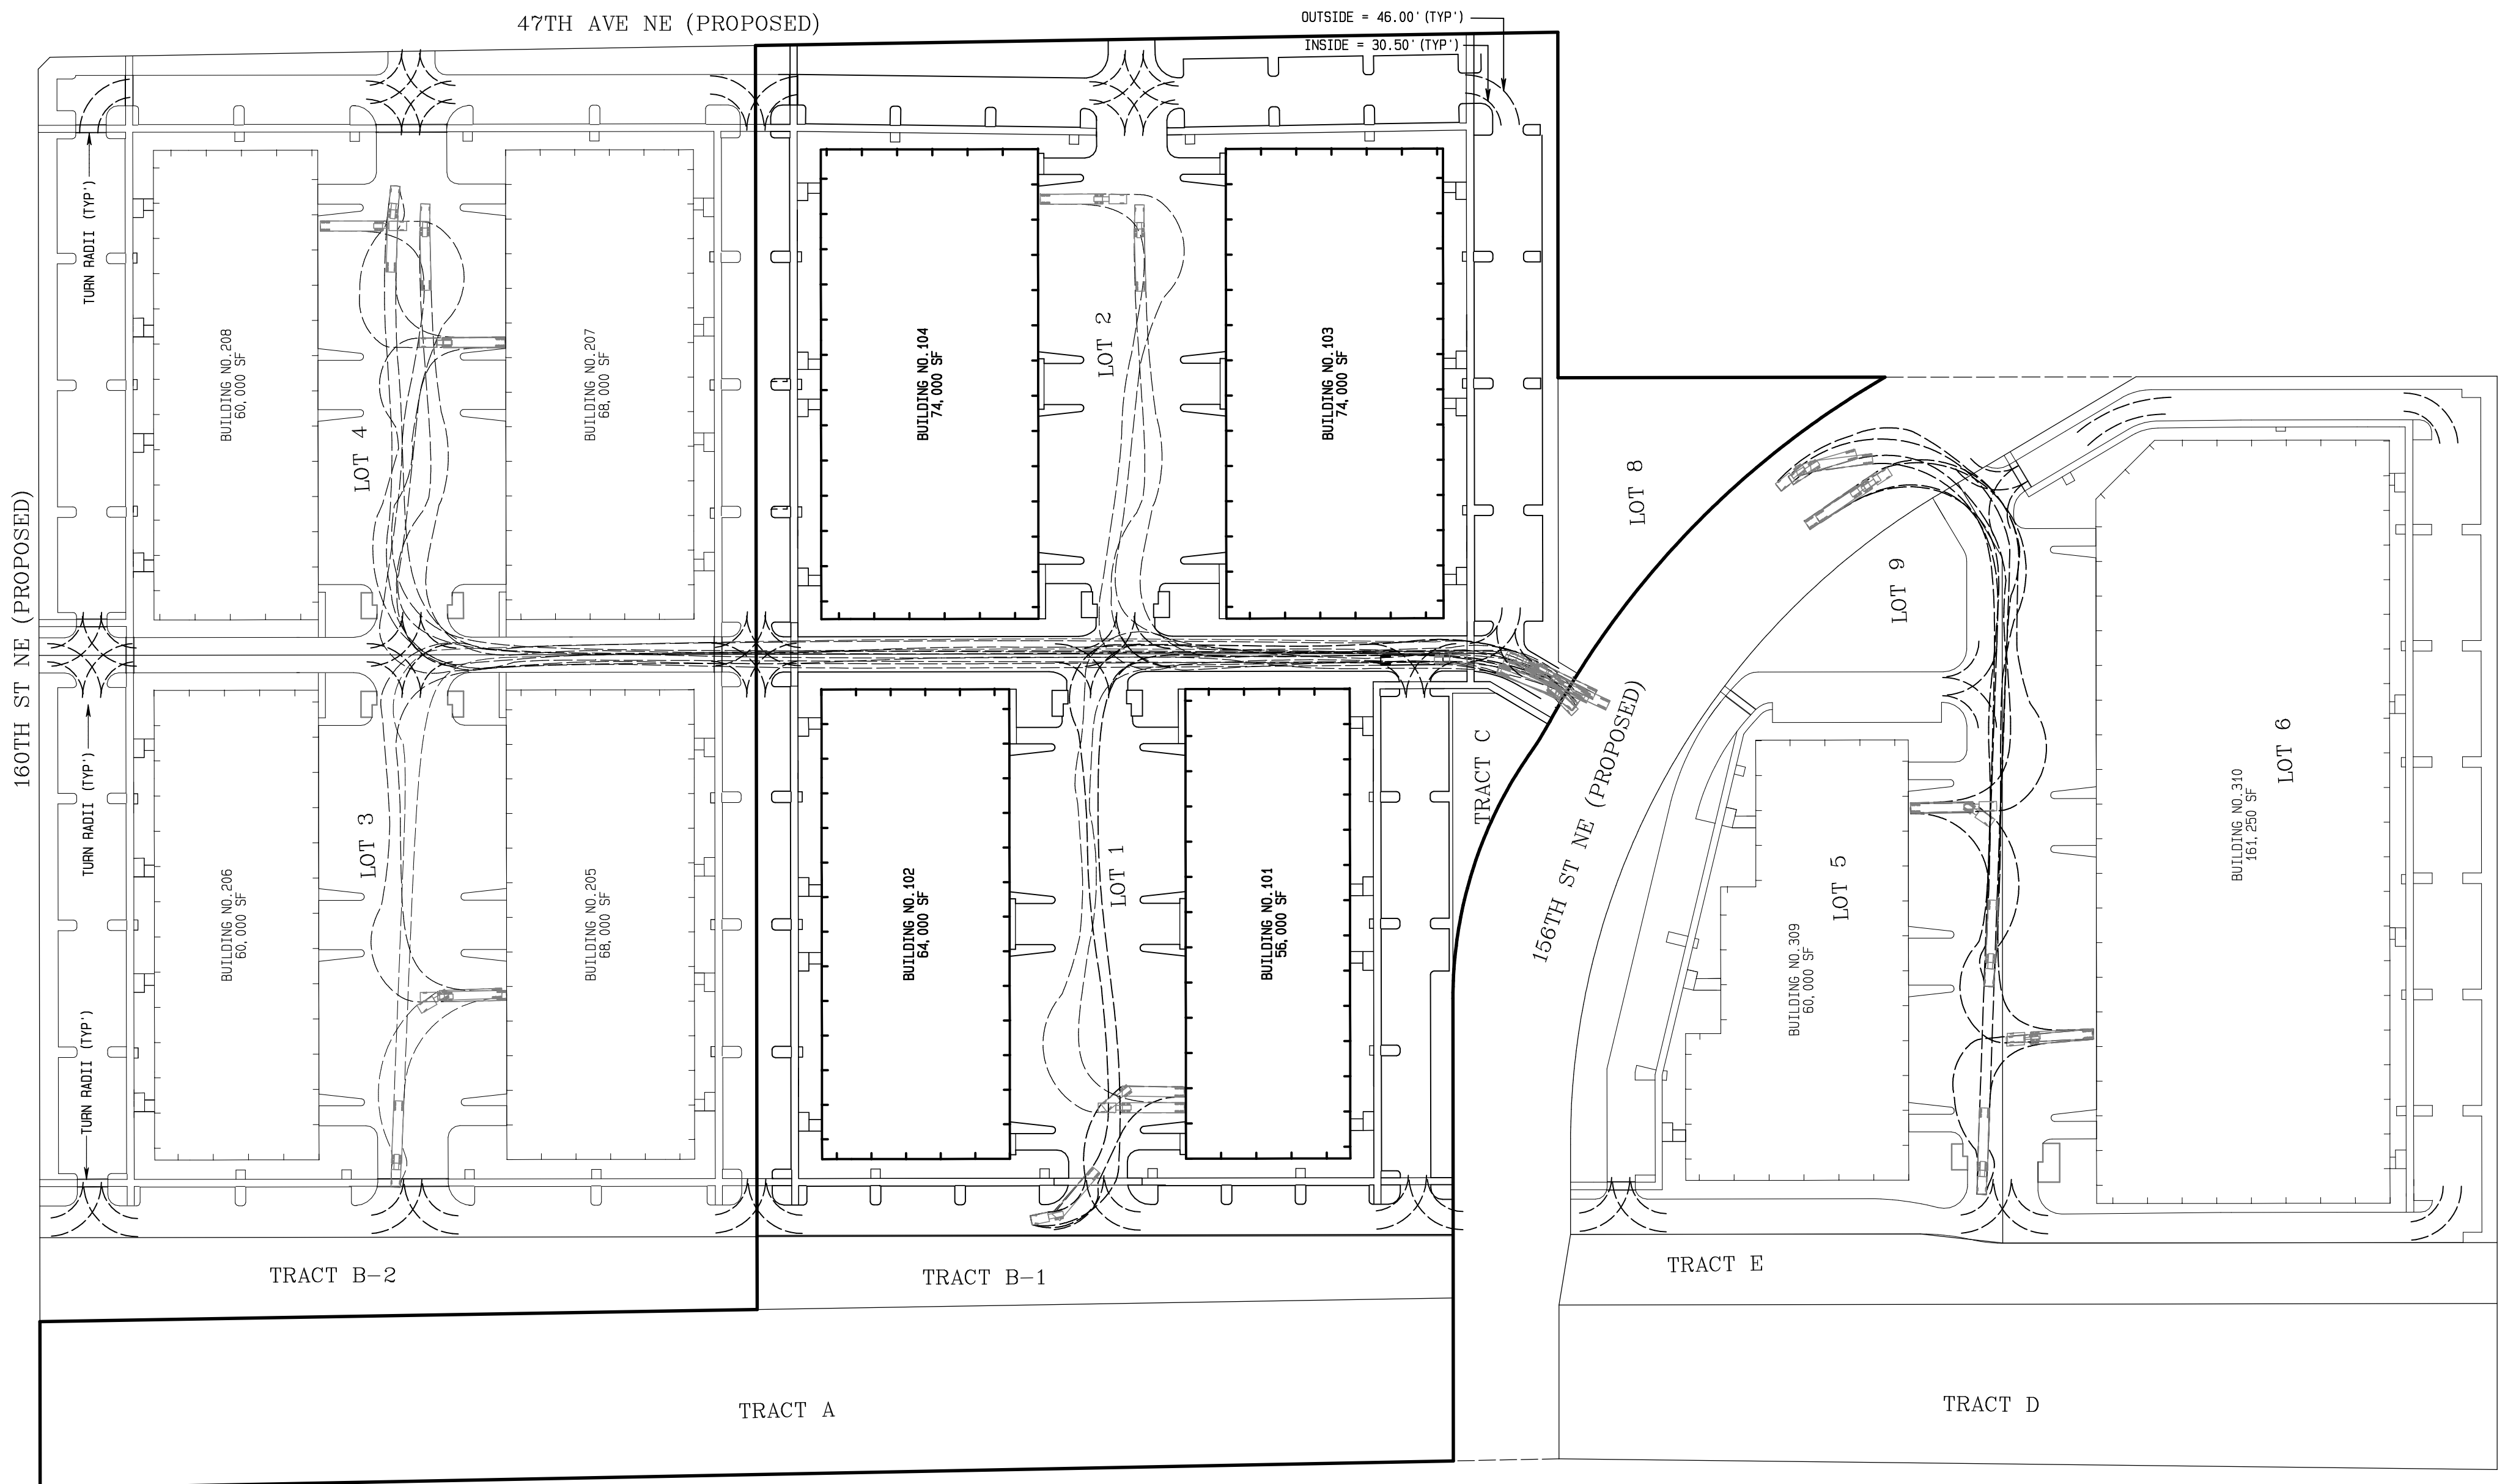 47TH AVE NE (PROPOSED)
OUTSIDE = 46.00' (TYP')
INSIDE = 30.50' (TYP')
TURN RADII (TYP')
160TH ST NE (PROPOSED)
BUILDING NO.208
60,000 SF
LOT 4
BUILDING NO.207
68,000 SF
BUILDING NO.104
74,000 SF
LOT 2
BUILDING NO.103
74,000 SF
LOT 8
LOT 9
TURN RADII (TYP')
BUILDING NO.206
60,000 SF
LOT 3
BUILDING NO.205
68,000 SF
BUILDING NO.102
64,000 SF
LOT 1
BUILDING NO.101
56,000 SF
TRACT C
156TH ST NE (PROPOSED)
BUILDING NO.309
60,000 SF
LOT 5
BUILDING NO.310
161,250 SF
LOT 6
TURN RADII (TYP')
TRACT B-2
TRACT B-1
TRACT E
TRACT A
TRACT D